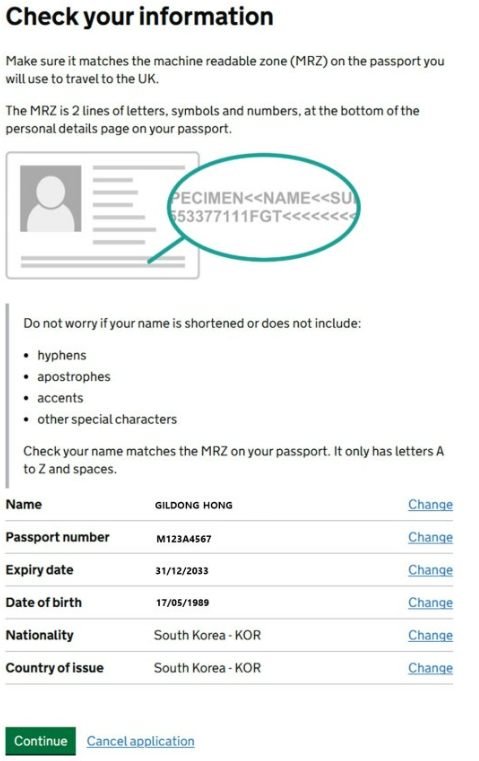 Check your information
Make sure it matches the machine readable zone (MRZ) on the passport you
will use to travel to the UK.
The MRZ is 2 lines of letters, symbols and numbers, at the bottom of the
personal details page on your passport.
PECIMEN<<NAME<<SU
553377111FGT<<<<<<<<
Do not worry if your name is shortened or does not include:
• hyphens
• apostrophes
• accents
• other special characters
Check your name matches the MRZ on your passport. It only has letters A
to Z and spaces.
Name GILDONG HONG Change
Passport number M123A4567 Change
Expiry date 31/12/2033 Change
Date of birth 17/05/1989 Change
Nationality South Korea - KOR Change
Country of issue South Korea - KOR Change
Continue Cancel application